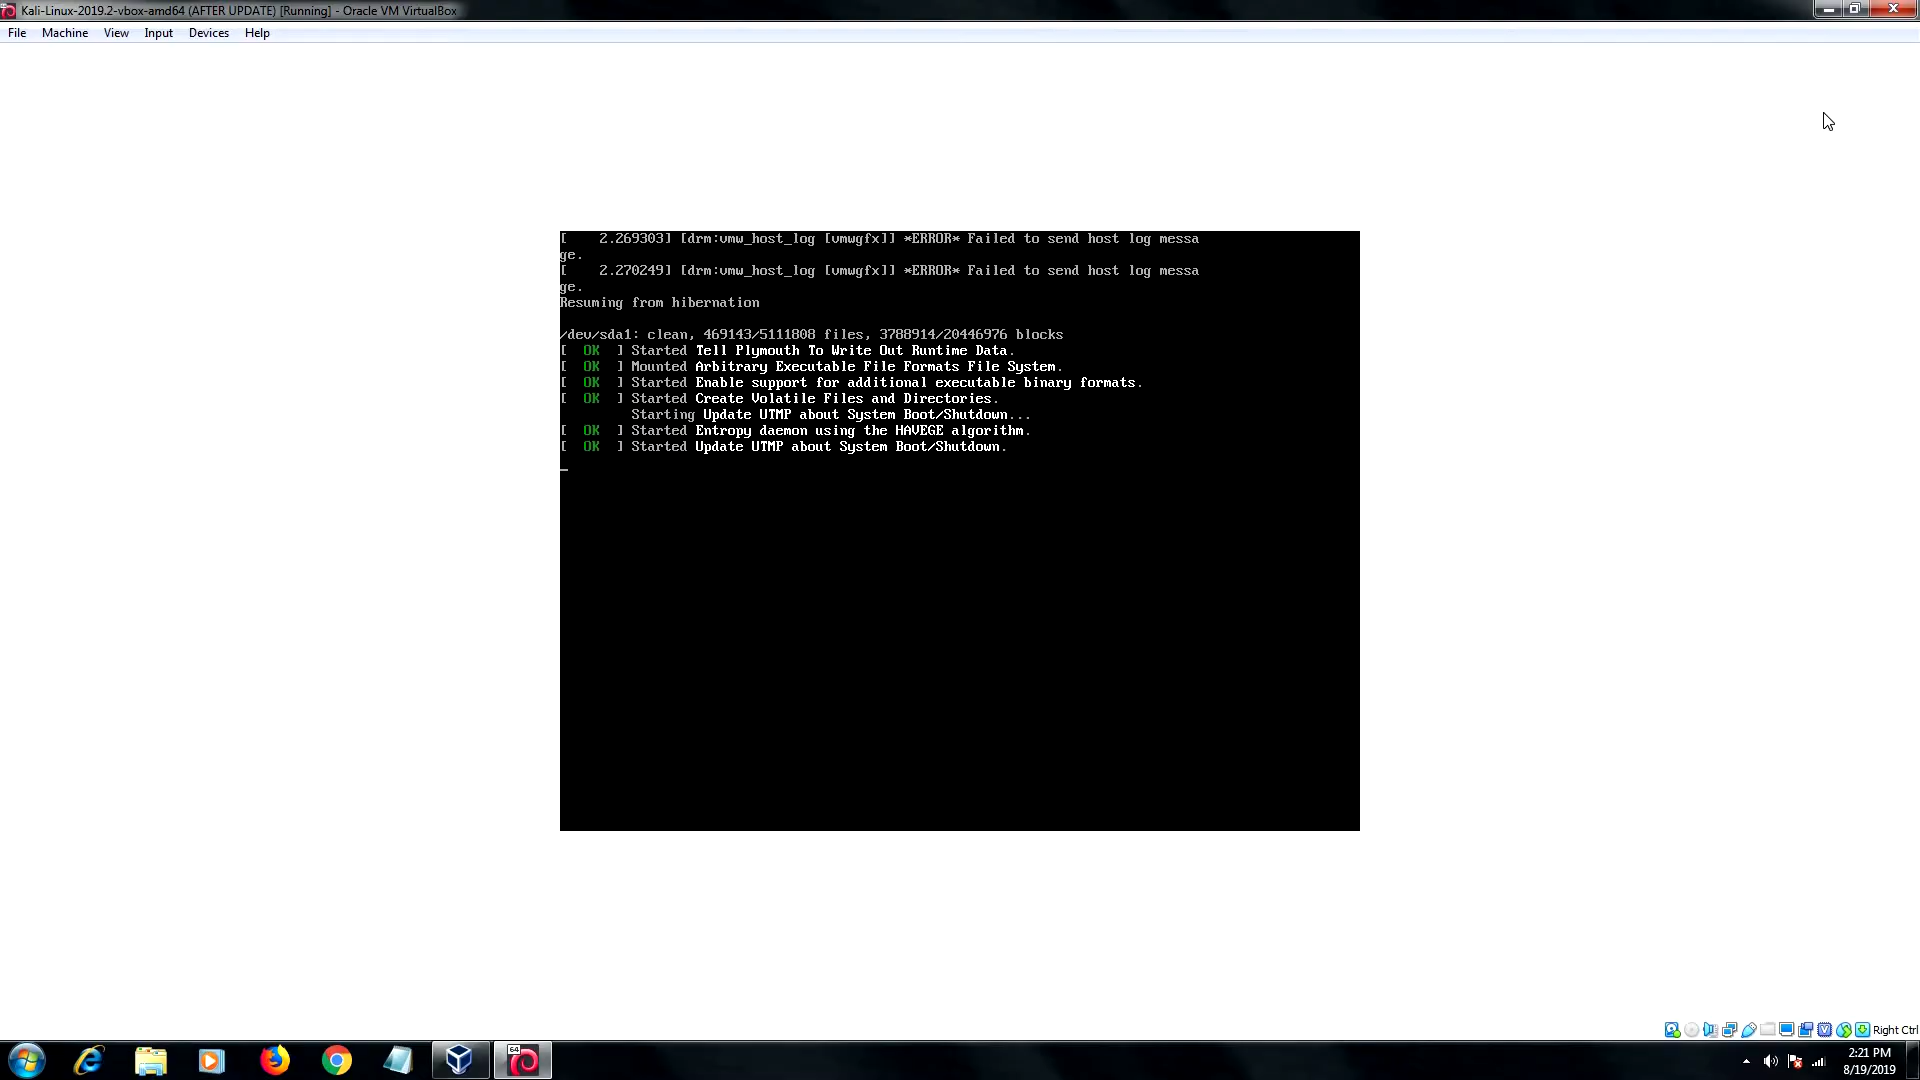 Kali-Linux-2019.2-vbox-amd64 (AFTER UPDATE) [Running] - Oracle VM VirtualBox
File Machine View Input Devices Help
[    2.269303] [drm:vmw_host_log [vmwgfx]] *ERROR* Failed to send host log messa
ge.
[    2.270249] [drm:vmw_host_log [vmwgfx]] *ERROR* Failed to send host log messa
ge.
Resuming from hibernation
/dev/sda1: clean, 469143/5111808 files, 3788914/20446976 blocks
[  OK  ] Started Tell Plymouth To Write Out Runtime Data.
[  OK  ] Mounted Arbitrary Executable File Formats File System.
[  OK  ] Started Enable support for additional executable binary formats.
[  OK  ] Started Create Volatile Files and Directories.
Starting Update UTMP about System Boot/Shutdown...
[  OK  ] Started Entropy daemon using the HAVEGE algorithm.
[  OK  ] Started Update UTMP about System Boot/Shutdown.
Right Ctrl
64
2:21 PM
8/19/2019